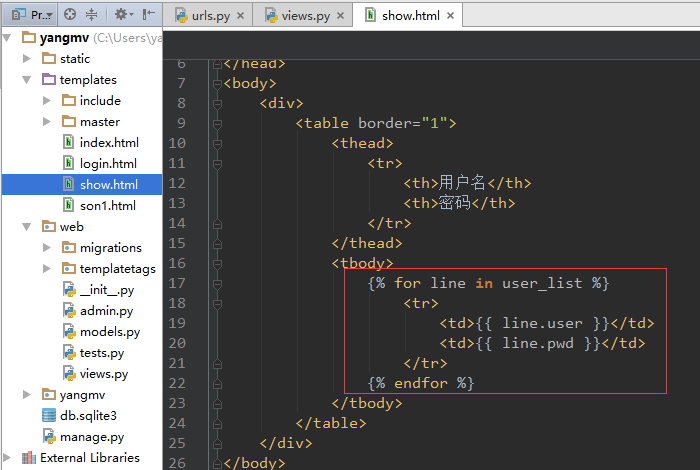 Pr...
urls.py
views.py
show.html
yangmv (C:\Users\ya
static
templates
include
master
index.html
login.html
show.html
son1.html
web
migrations
templatetags
__init__.py
admin.py
models.py
tests.py
views.py
yangmv
db.sqlite3
manage.py
External Libraries
6 </head>
7 <body>
8 <div>
9 <table border="1">
10 <thead>
11 <tr>
12 <th>用户名</th>
13 <th>密码</th>
14 </tr>
15 </thead>
16 <tbody>
17 {% for line in user_list %}
18 <tr>
19 <td>{{ line.user }}</td>
20 <td>{{ line.pwd }}</td>
21 </tr>
22 {% endfor %}
23 </tbody>
24 </table>
25 </div>
26 </body>